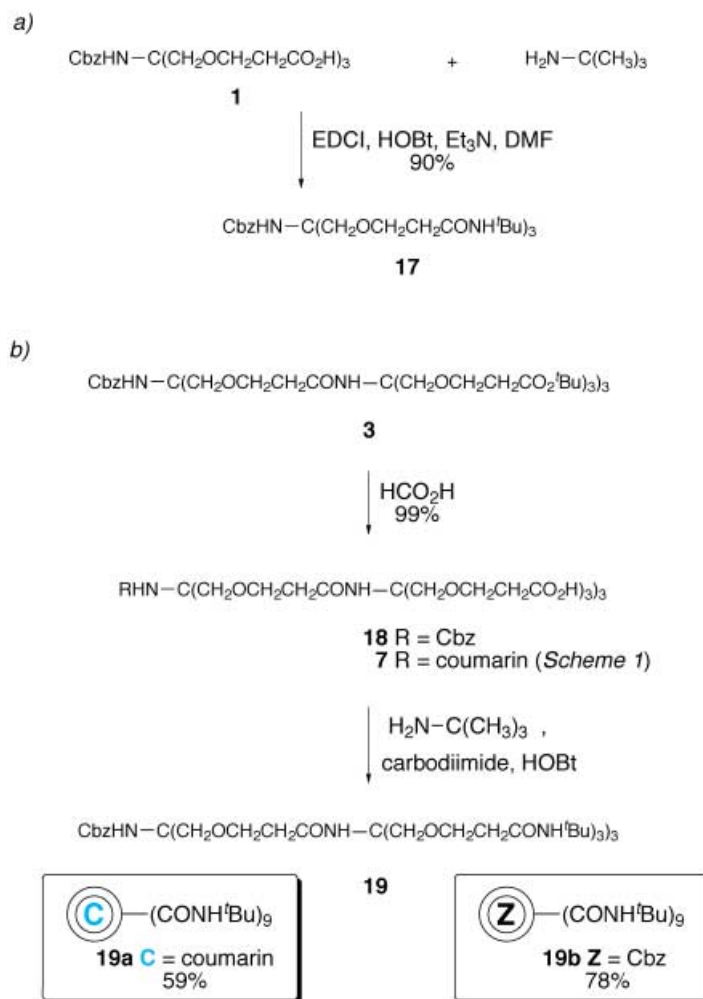 a)
CbzHN–C(CH₂OCH₂CH₂CO₂H)₃ + H₂N–C(CH₃)₃
1
EDCI, HOBt, Et₃N, DMF
90%
CbzHN–C(CH₂OCH₂CH₂CONHᵗBu)₃
17
b)
CbzHN–C(CH₂OCH₂CH₂CONH–C(CH₂OCH₂CH₂CO₂ᵗBu)₃)₃
3
HCO₂H
99%
RHN–C(CH₂OCH₂CH₂CONH–C(CH₂OCH₂CH₂CO₂H)₃)₃
18 R = Cbz
7 R = coumarin (Scheme 1)
H₂N–C(CH₃)₃ ,
carbodiimide, HOBt
CbzHN–C(CH₂OCH₂CH₂CONH–C(CH₂OCH₂CH₂CONHᵗBu)₃)₃
19
C –(CONHᵗBu)₉
19a C = coumarin
59%
Z –(CONHᵗBu)₉
19b Z = Cbz
78%